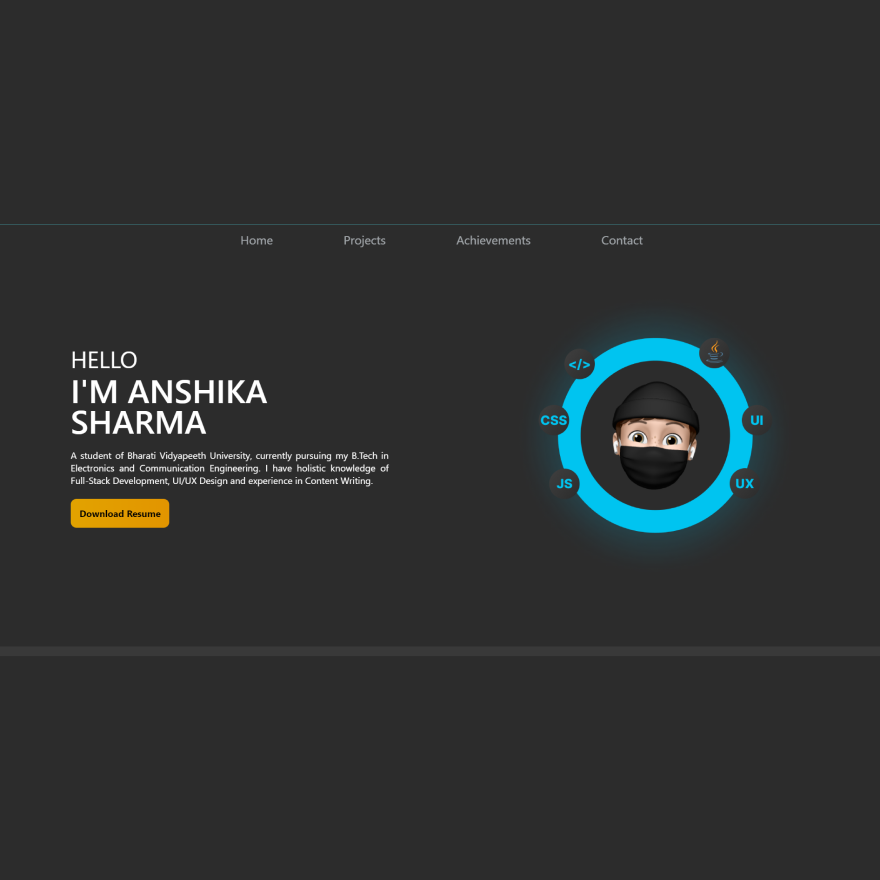 Home Projects Achievements Contact
HELLO
I'M ANSHIKA
SHARMA
A student of Bharati Vidyapeeth University, currently pursuing my B.Tech in
Electronics and Communication Engineering. I have holistic knowledge of
Full-Stack Development, UI/UX Design and experience in Content Writing.
Download Resume
</>
CSS
JS
UI
UX